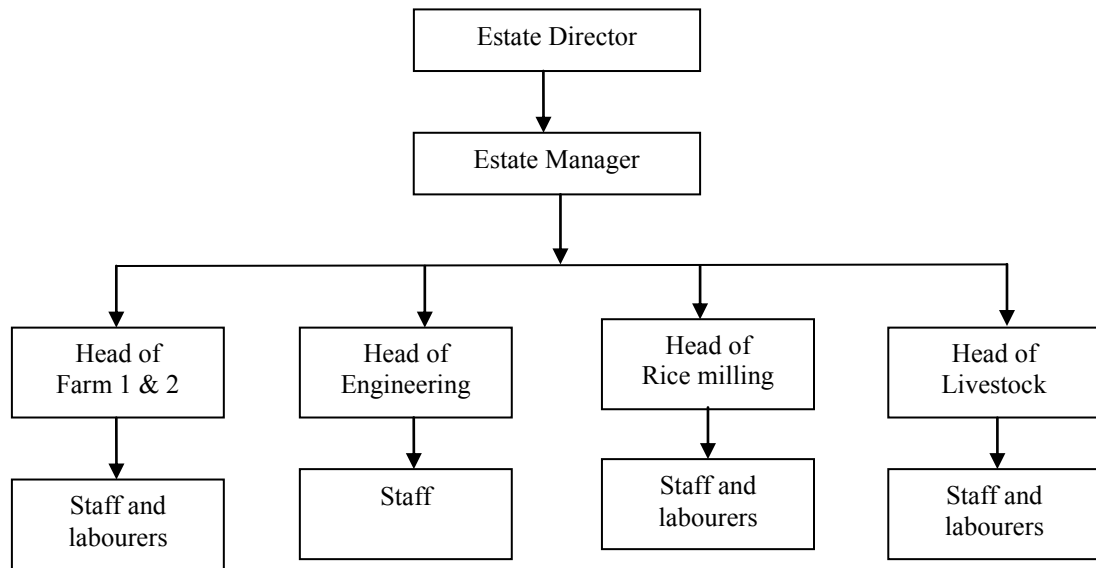 Estate Director
Estate Manager
Head of
Farm 1 & 2
Head of
Engineering
Head of
Rice milling
Head of
Livestock
Staff and
labourers
Staff
Staff and
labourers
Staff and
labourers